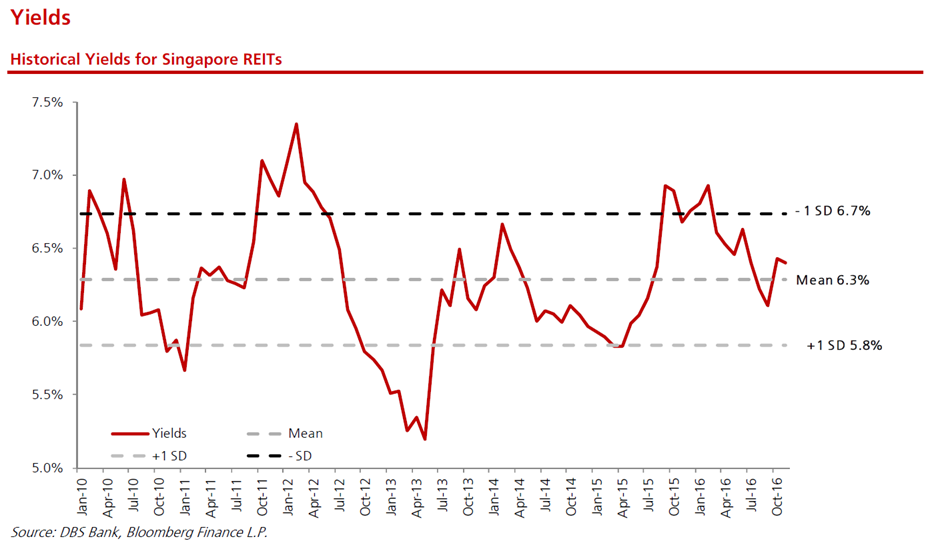 Yields
Historical Yields for Singapore REITs
7.5%
7.0%
6.5%
6.0%
5.5%
5.0%
- 1 SD 6.7%
Mean 6.3%
+1 SD 5.8%
Yields
Mean
+1 SD
- SD
Jan-10
Apr-10
Jul-10
Oct-10
Jan-11
Apr-11
Jul-11
Oct-11
Jan-12
Apr-12
Jul-12
Oct-12
Jan-13
Apr-13
Jul-13
Oct-13
Jan-14
Apr-14
Jul-14
Oct-14
Jan-15
Apr-15
Jul-15
Oct-15
Jan-16
Apr-16
Jul-16
Oct-16
Source: DBS Bank, Bloomberg Finance L.P.